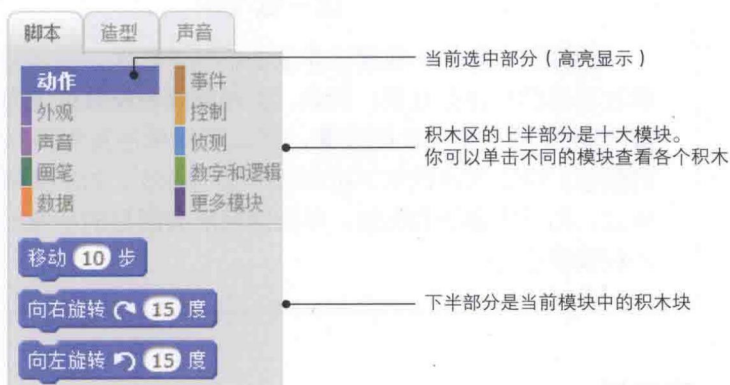 脚本 造型 声音
当前选中部分（高亮显示）
动作 事件
外观 控制
声音 侦测
画笔 数字和逻辑
数据 更多模块
积木区的上半部分是十大模块。
你可以单击不同的模块查看各个积木
移动 10 步
向右旋转 15 度
下半部分是当前模块中的积木块
向左旋转 15 度